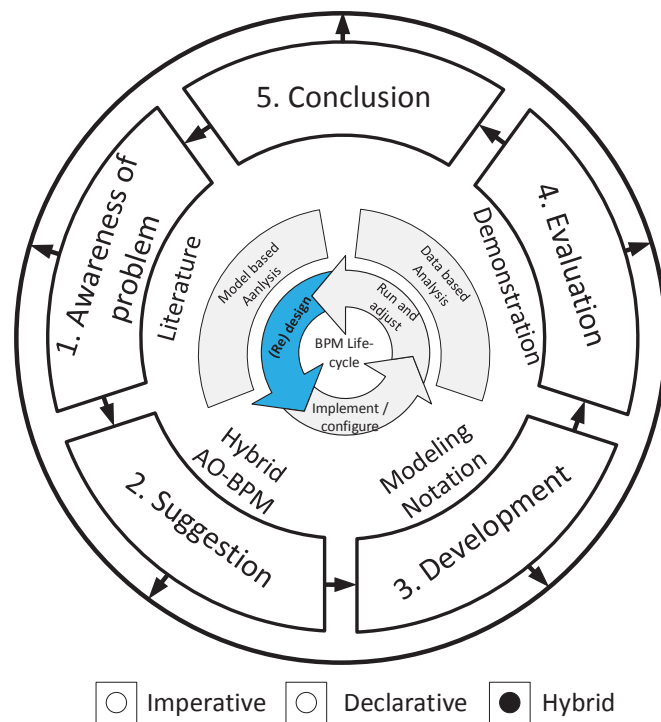 5. Conclusion
1. Awareness of
problem
Literature
4. Evaluation
Demonstration
Model based
Aanlysis
Data based
Analysis
(Re) design
Run and
adjust
BPM Life-
cycle
Implement /
configure
Hybrid
AO-BPM
Modeling
Notation
2. Suggestion
3. Development
Imperative
Declarative
Hybrid